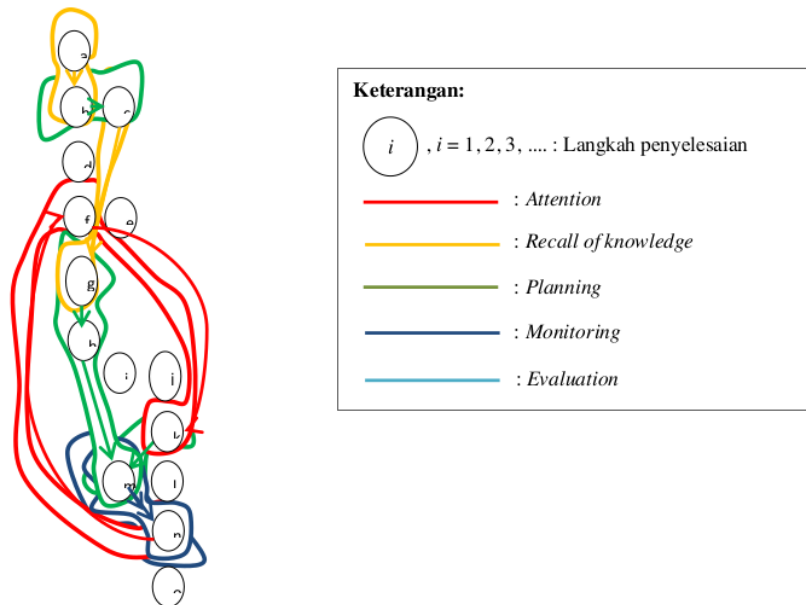 f
g
j
m
l
n
Keterangan:
i , i = 1, 2, 3, .... : Langkah penyelesaian
: Attention
: Recall of knowledge
: Planning
: Monitoring
: Evaluation